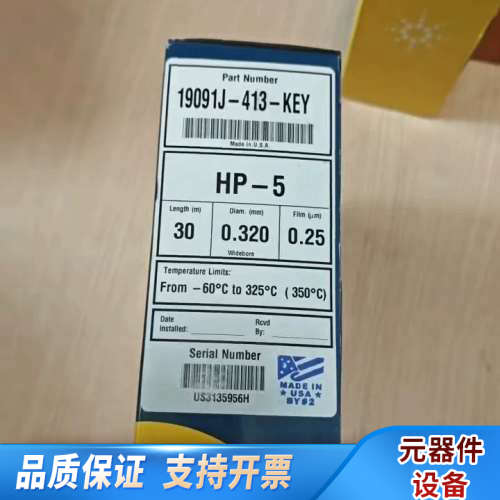 Part Number
19091J-413-KEY
Made in U.S.A.
HP-5
Length (m)
30
Diam. (mm)
0.320
Widebore
Film (μm)
0.25
Temperature Limits:
From -60°C to 325°C (350°C)
Date
Installed:
Rcvd
By:
Serial Number
US3135956H
MADE IN
USA
BY 82
品质保证 支持开票
元器件
设备